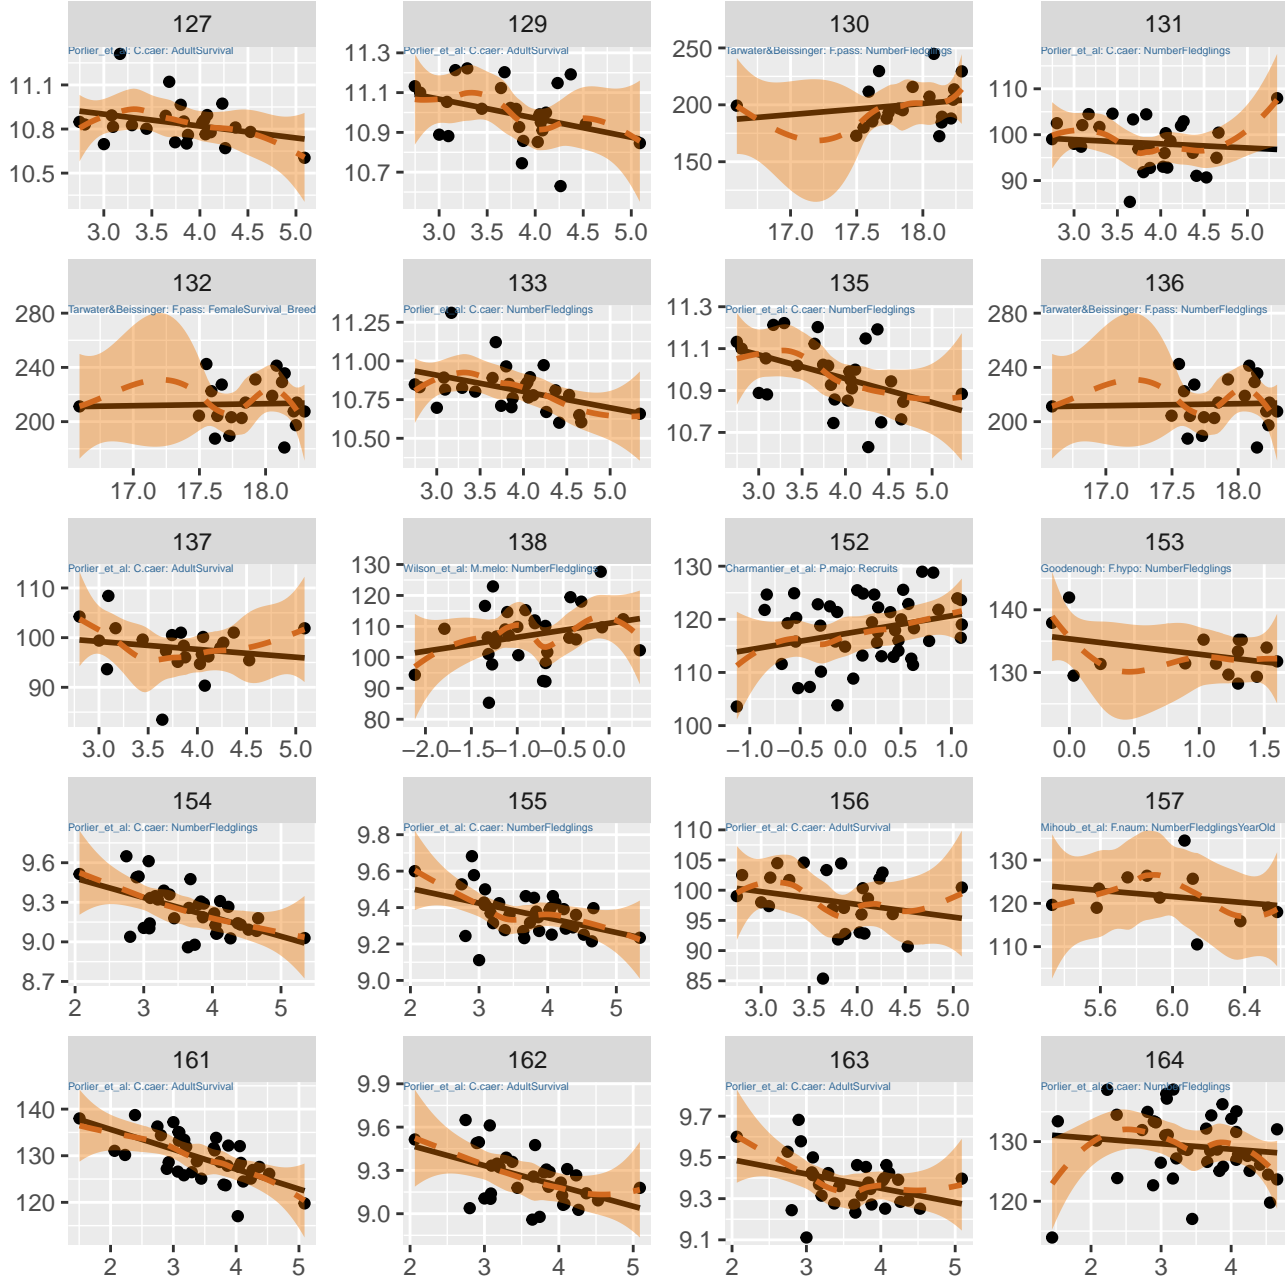 127 129 130 131
Porlier_et_al: C.caer: AdultSurvival Porlier_et_al: C.caer: AdultSurvival Tarwater&Beissinger: F.pass: NumberFledglings Porlier_et_al: C.caer: NumberFledglings
11.1 10.8 10.5 11.3 11.1 10.9 10.7 250 200 150 110 100 90
3.0 3.5 4.0 4.5 5.0 3.0 3.5 4.0 4.5 5.0 17.0 17.5 18.0 3.0 3.5 4.0 4.5 5.0
132 133 135 136
Tarwater&Beissinger: F.pass: FemaleSurvival_Breed Porlier_et_al: C.caer: NumberFledglings Porlier_et_al: C.caer: NumberFledglings Tarwater&Beissinger: F.pass: NumberFledglings
280 240 200 11.25 11.00 10.75 10.50 11.3 11.1 10.9 10.7 280 240 200
17.0 17.5 18.0 3.0 3.5 4.0 4.5 5.0 3.0 3.5 4.0 4.5 5.0 17.0 17.5 18.0
137 138 152 153
Porlier_et_al: C.caer: AdultSurvival Wilson_et_al: M.melo: NumberFledglings Charmantier_et_al: P.majo: Recruits Goodenough: F.hypo: NumberFledglings
110 100 90 130 120 110 100 90 80 130 120 110 100 140 130
3.0 3.5 4.0 4.5 5.0 −2.0 −1.5 −1.0 −0.5 0.0 −1.0 −0.5 0.0 0.5 1.0 0.0 0.5 1.0 1.5
154 155 156 157
Porlier_et_al: C.caer: NumberFledglings Porlier_et_al: C.caer: NumberFledglings Porlier_et_al: C.caer: AdultSurvival Mihoub_et_al: F.naum: NumberFledglingsYearOld
9.6 9.3 9.0 8.7 9.8 9.6 9.4 9.2 9.0 110 105 100 95 90 85 130 120 110
2 3 4 5 2 3 4 5 3.0 3.5 4.0 4.5 5.0 5.6 6.0 6.4
161 162 163 164
Porlier_et_al: C.caer: AdultSurvival Porlier_et_al: C.caer: AdultSurvival Porlier_et_al: C.caer: AdultSurvival Porlier_et_al: C.caer: NumberFledglings
140 130 120 9.9 9.6 9.3 9.0 9.7 9.5 9.3 9.1 130 120
2 3 4 5 2 3 4 5 2 3 4 5 2 3 4 5